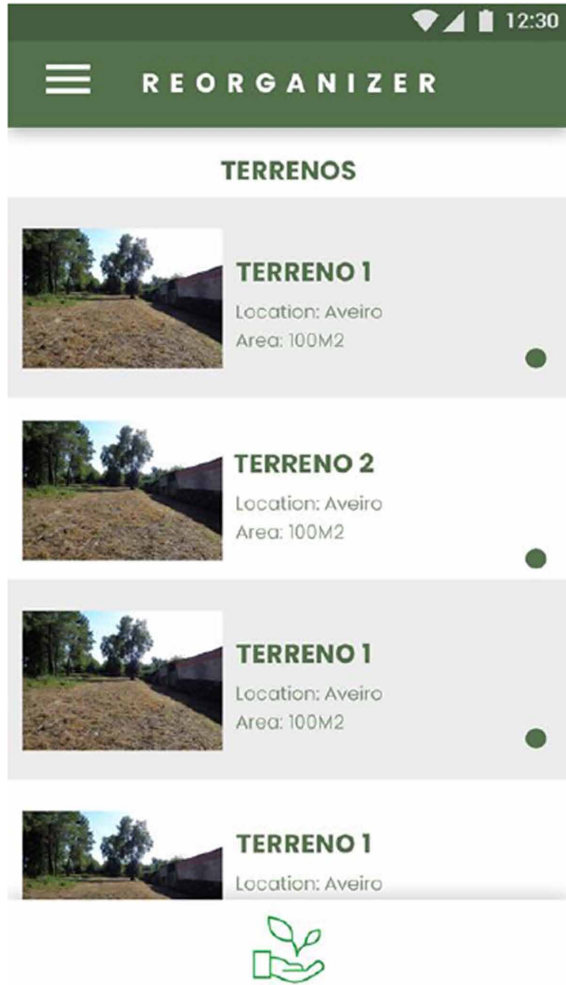 12:30
REORGANIZER
TERRENOS
TERRENO 1
Location: Aveiro
Area: 100M2
TERRENO 2
Location: Aveiro
Area: 100M2
TERRENO 1
Location: Aveiro
Area: 100M2
TERRENO 1
Location: Aveiro